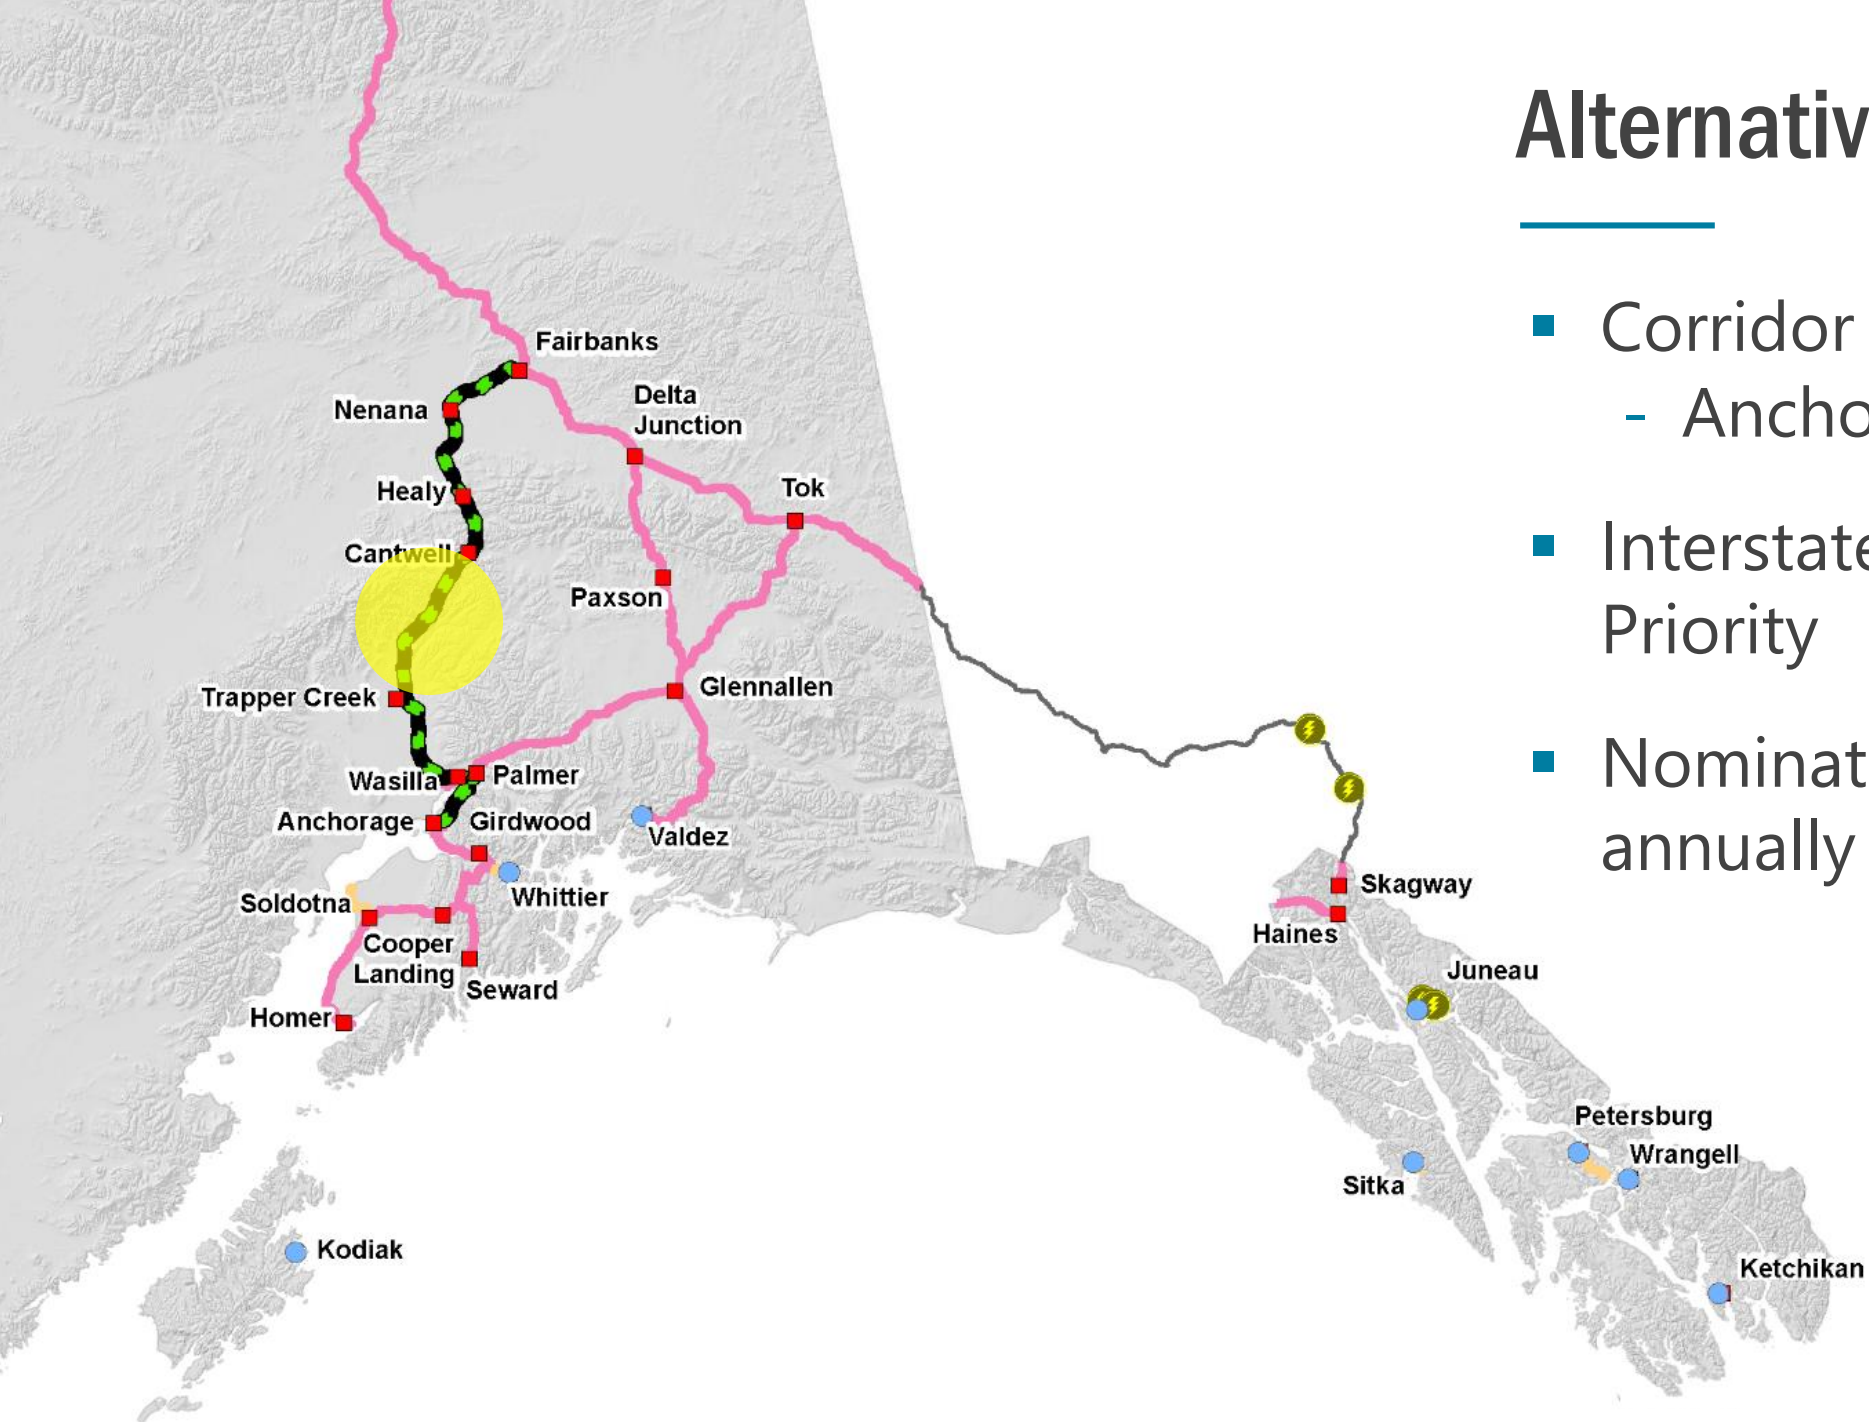 Alternativ
Corridor
- Ancho
Interstate
Priority
Nominat
annually
Fairbanks
Nenana
Delta
Junction
Healy
Tok
Cantwell
Paxson
Trapper Creek
Glennallen
Wasilla
Palmer
Anchorage
Girdwood
Valdez
Whittier
Soldotna
Cooper
Landing
Seward
Homer
Skagway
Haines
Juneau
Petersburg
Wrangell
Sitka
Kodiak
Ketchikan